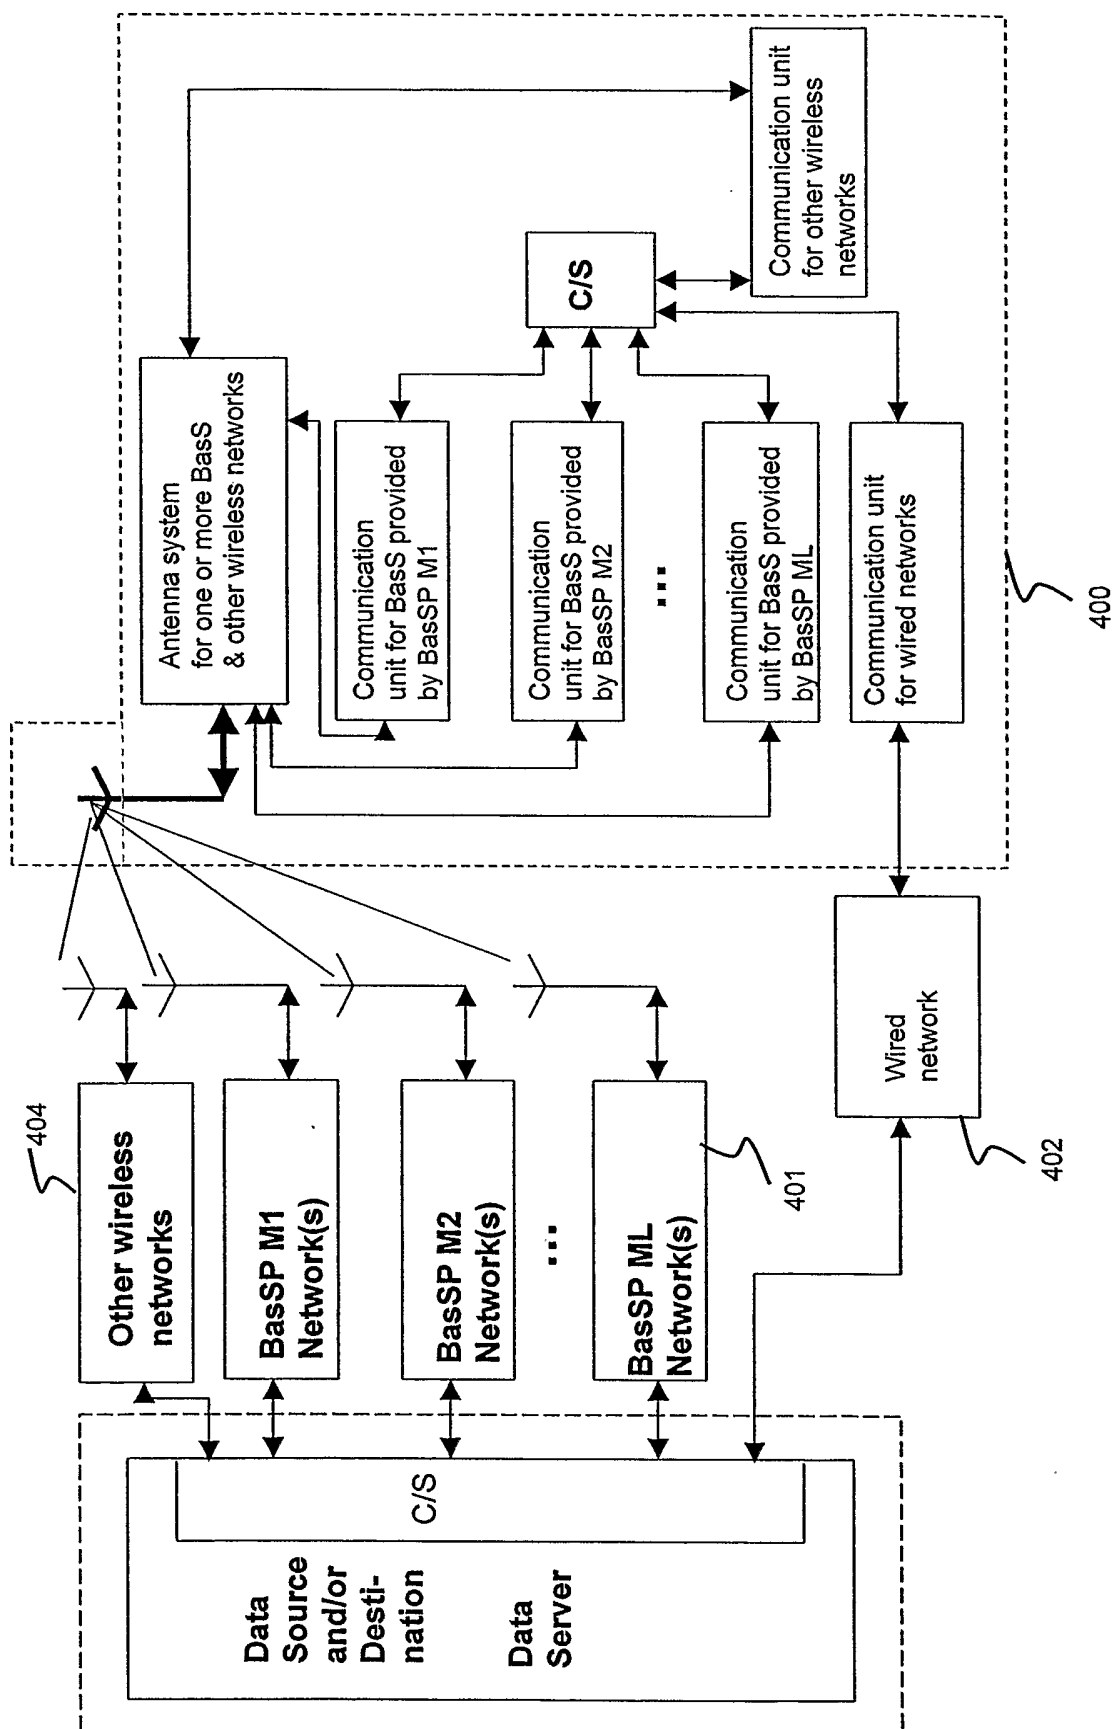 Data
Source
and/or
Desti-
nation
Data
Server
C/S
Other wireless
networks
404
BasSP M1
Network(s)
BasSP M2
Network(s)
...
BasSP ML
Network(s)
401
Wired
network
402
Antenna system
for one or more BasS
& other wireless networks
Communication
unit for BasS provided
by BasSP M1
Communication
unit for BasS provided
by BasSP M2
...
Communication
unit for BasS provided
by BasSP ML
Communication unit
for wired networks
C/S
Communication unit
for other wireless
networks
400